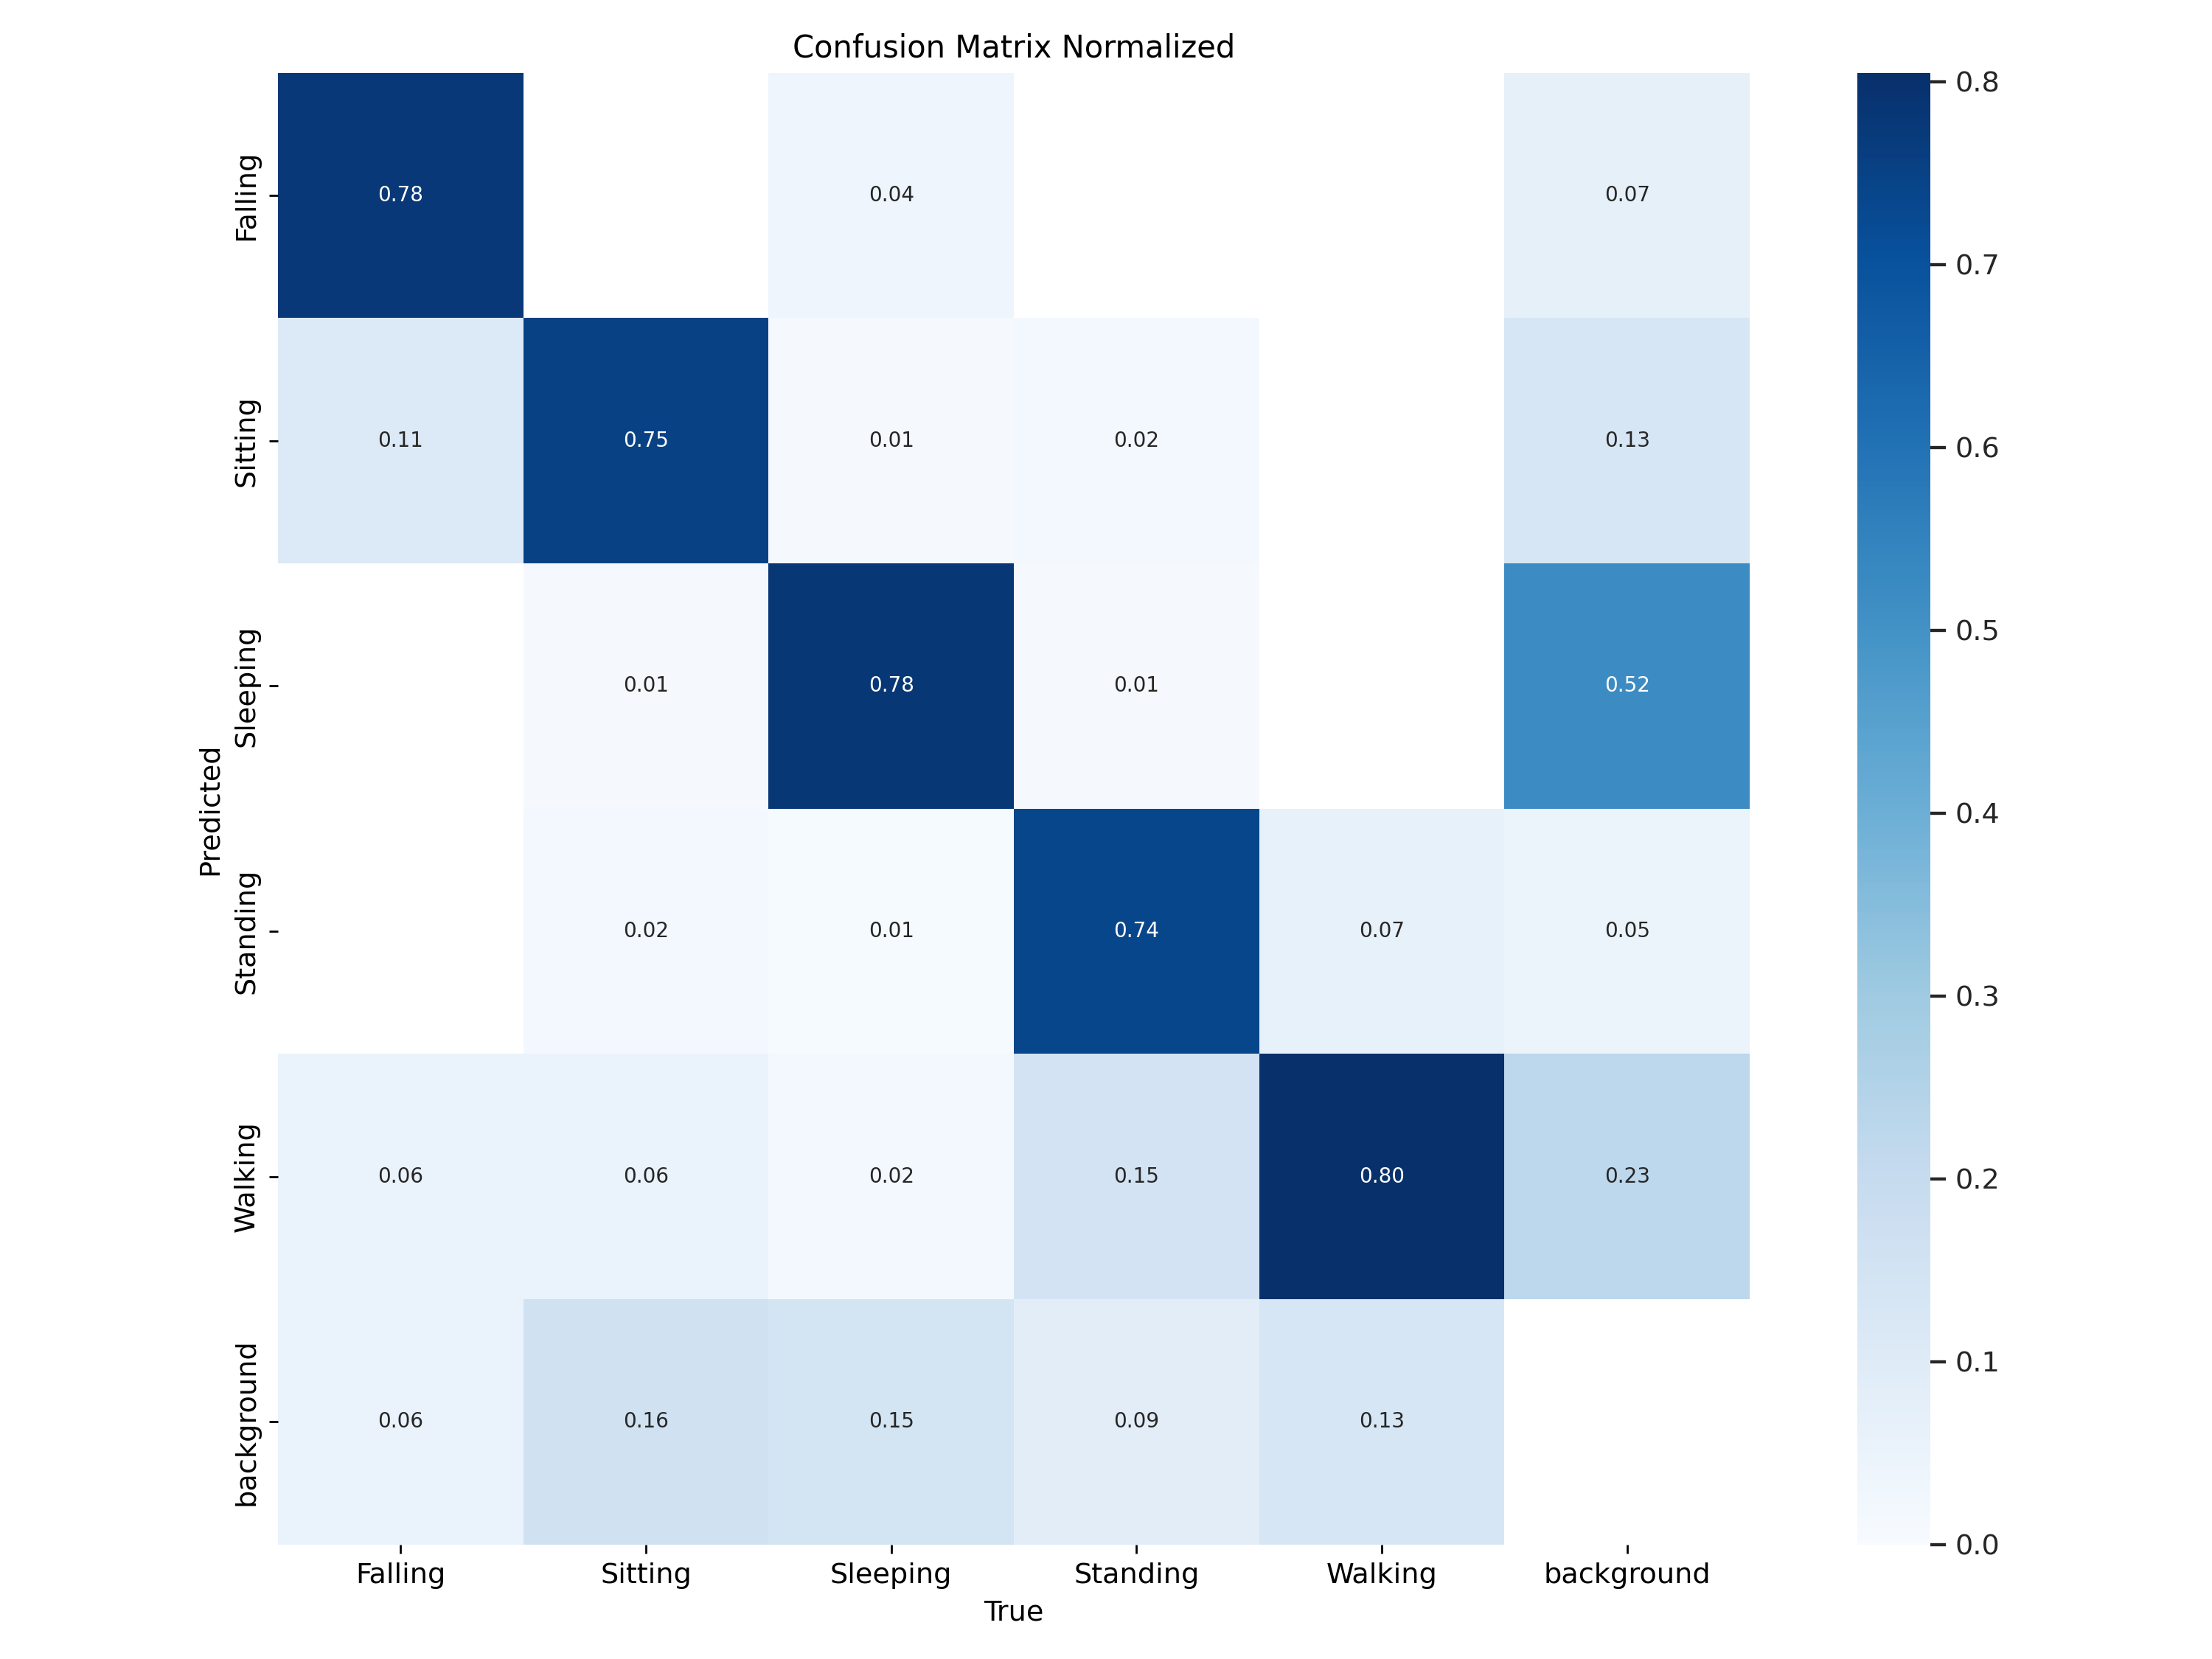 Confusion Matrix Normalized
Falling
0.78
0.04
0.07
Sitting
0.11
0.75
0.01
0.02
0.13
Sleeping
0.01
0.78
0.01
0.52
Standing
0.02
0.01
0.74
0.07
0.05
Walking
0.06
0.06
0.02
0.15
0.80
0.23
background
0.06
0.16
0.15
0.09
0.13
Predicted
Falling
Sitting
Sleeping
Standing
Walking
background
True
0.8
0.7
0.6
0.5
0.4
0.3
0.2
0.1
0.0